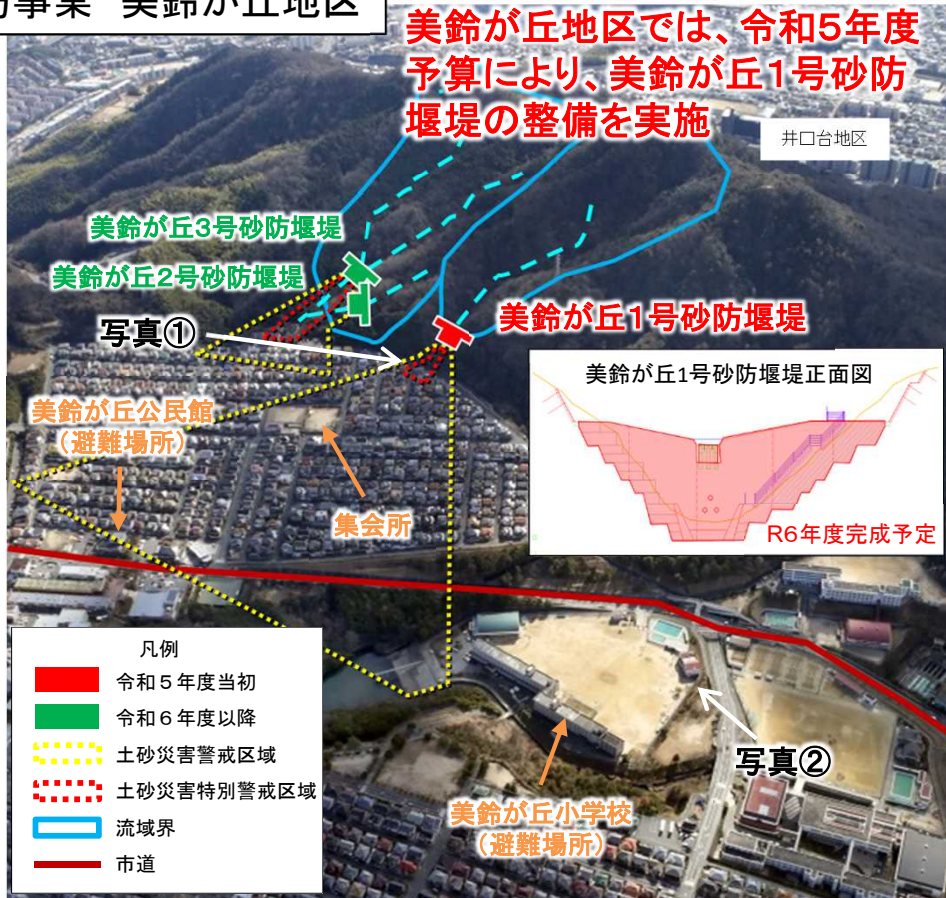 事業 美鈴が丘地区
美鈴が丘地区では、令和5年度
予算により、美鈴が丘1号砂防
堰堤の整備を実施
井口台地区
美鈴が丘3号砂防堰堤
美鈴が丘2号砂防堰堤
美鈴が丘1号砂防堰堤
写真①
美鈴が丘1号砂防堰堤正面図
R6年度完成予定
美鈴が丘公民館
(避難場所)
集会所
凡例
令和5年度当初
令和6年度以降
土砂災害警戒区域
土砂災害特別警戒区域
流域界
市道
写真②
美鈴が丘小学校
(避難場所)